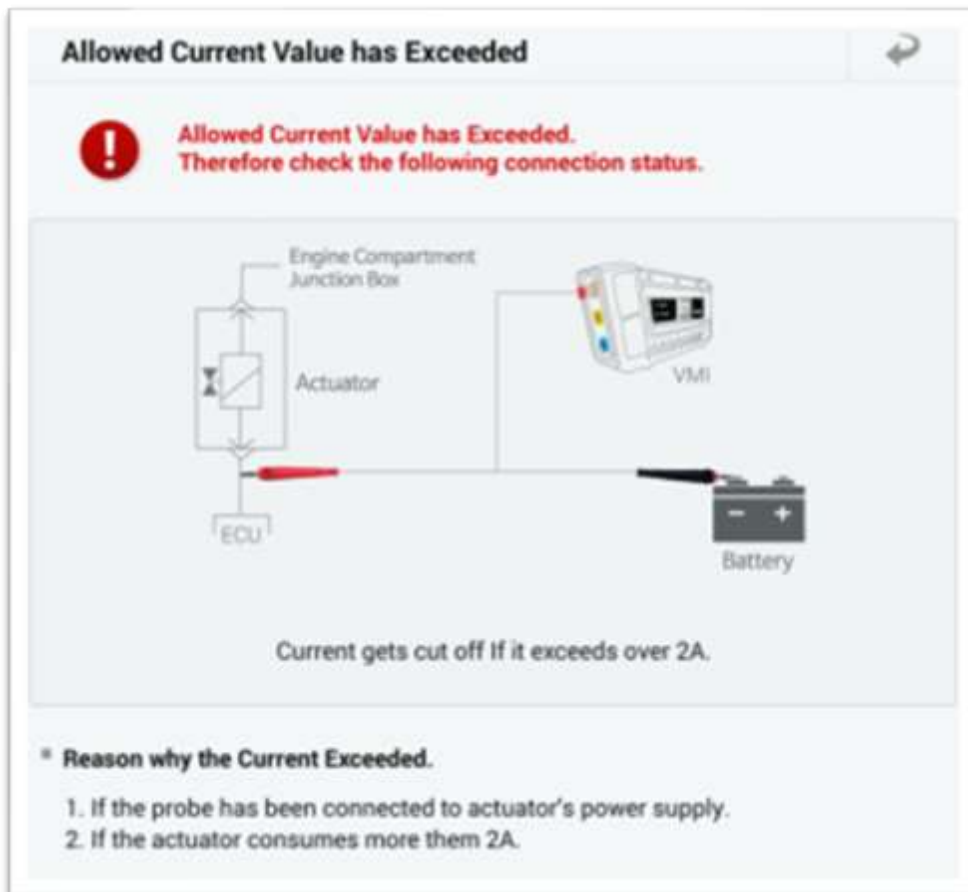 Allowed Current Value has Exceeded
Allowed Current Value has Exceeded.
Therefore check the following connection status.
Engine Compartment
Junction Box
Actuator
VMI
ECU
− +
Battery
Current gets cut off If it exceeds over 2A.
* Reason why the Current Exceeded.
1. If the probe has been connected to actuator's power supply.
2. If the actuator consumes more them 2A.